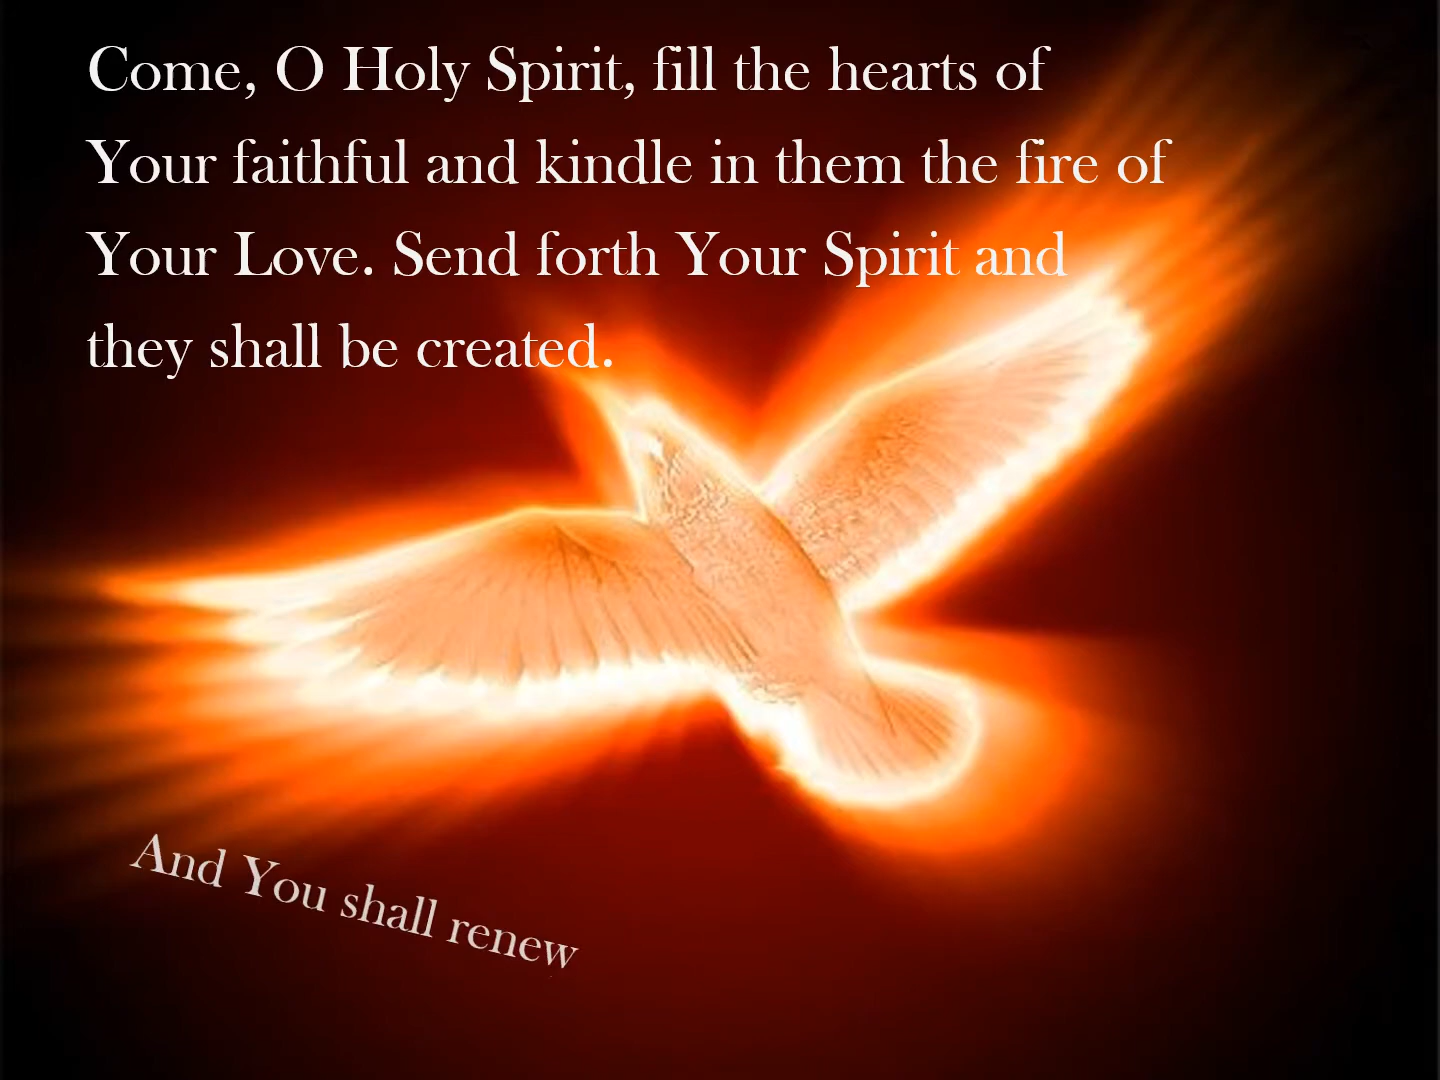 Come, O Holy Spirit, fill the hearts of
Your faithful and kindle in them the fire of
Your Love. Send forth Your Spirit and
they shall be created.
And You shall renew